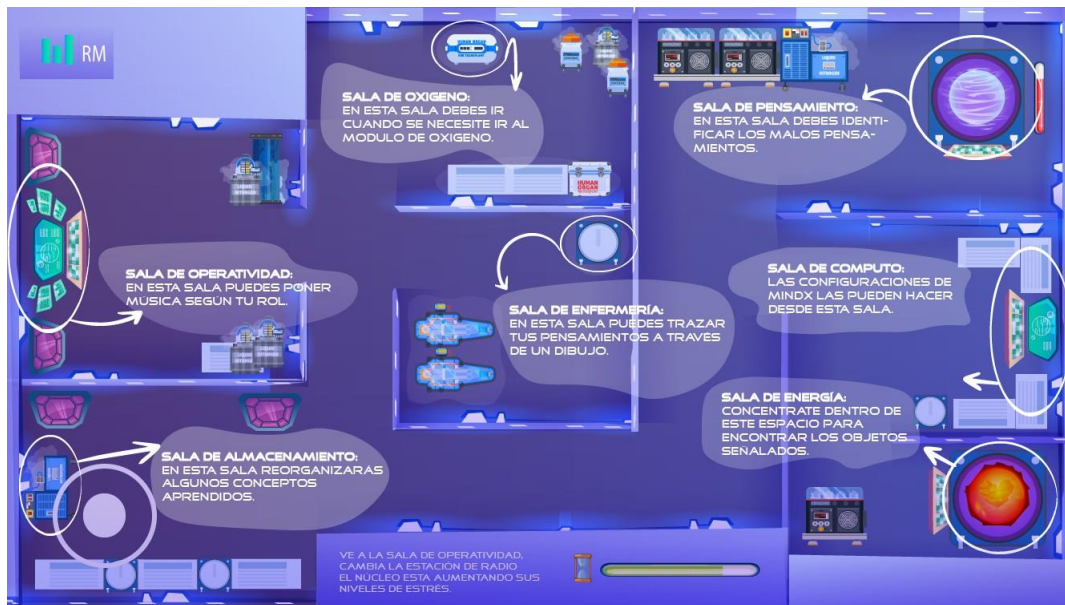 RM
SALA DE OXIGENO:
EN ESTA SALA DEBES IR
CUANDO SE NECESITE IR AL
MODULO DE OXIGENO.
SALA DE PENSAMIENTO:
EN ESTA SALA DEBES IDENTI-
FICAR LOS MALOS PENSA-
MIENTOS.
HUMAN
ORGAN
SALA DE OPERATIVIDAD:
EN ESTA SALA PUEDES PONER
MÚSICA SEGÚN TU ROL.
SALA DE ENFERMERÍA:
EN ESTA SALA PUEDES TRAZAR
TUS PENSAMIENTOS A TRAVÉS
DE UN DIBUJO.
SALA DE COMPUTO:
LAS CONFIGURACIONES DE
MINDX LAS PUEDEN HACER
DESDE ESTA SALA.
SALA DE ENERGÍA:
CONCENTRATE DENTRO DE
ESTE ESPACIO PARA
ENCONTRAR LOS OBJETOS
SEÑALADOS.
SALA DE ALMACENAMIENTO:
EN ESTA SALA REORGANIZARAS
ALGUNOS CONCEPTOS
APRENDIDOS.
VE A LA SALA DE OPERATIVIDAD,
CAMBIA LA ESTACIÓN DE RADIO
EL NÚCLEO ESTA AUMENTANDO SUS
NIVELES DE ESTRÉS.